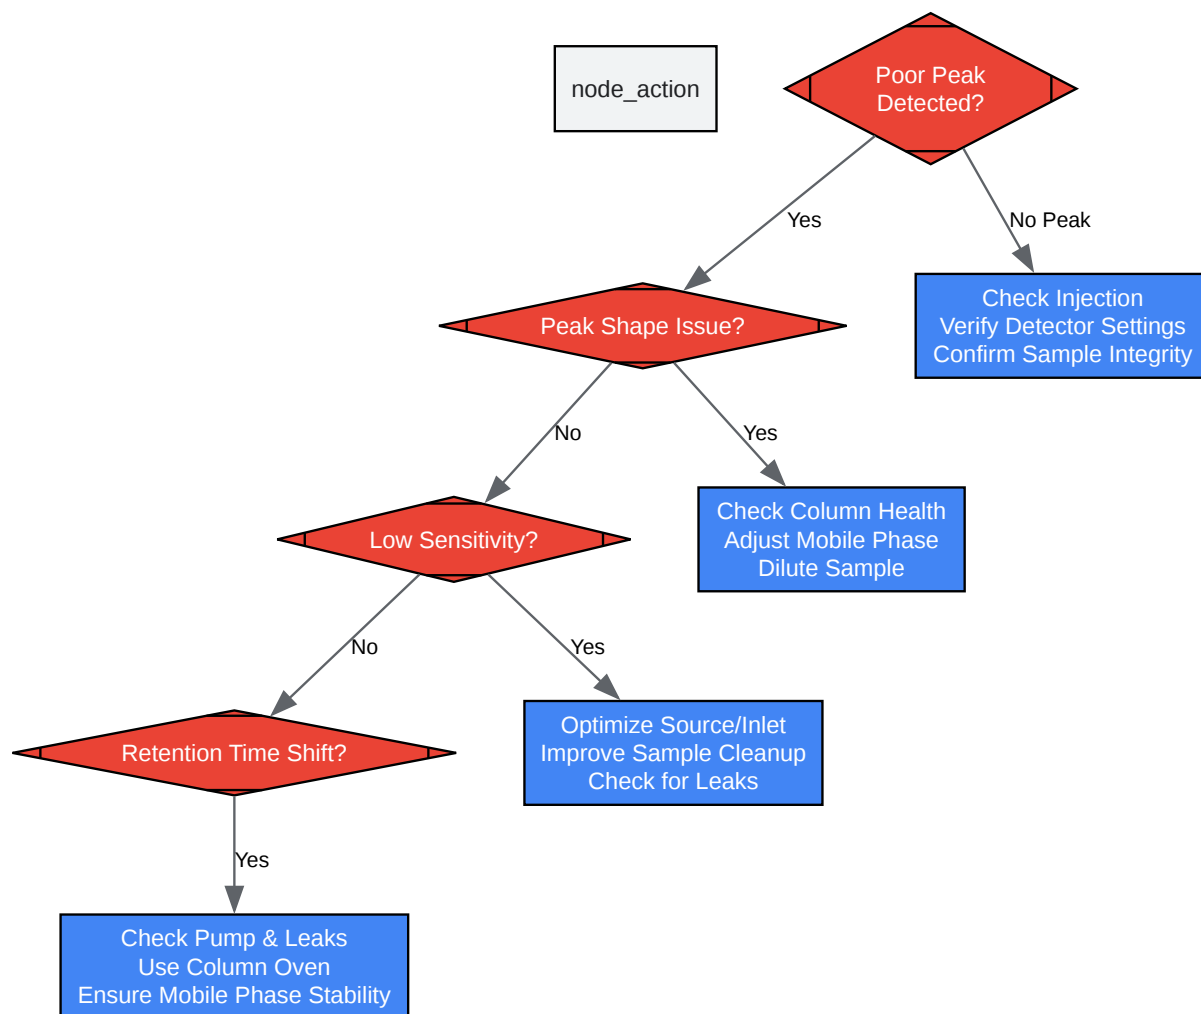 node_action
Poor Peak
Detected?
Yes
No Peak
Check Injection
Verify Detector Settings
Confirm Sample Integrity
Peak Shape Issue?
No
Yes
Check Column Health
Adjust Mobile Phase
Dilute Sample
Low Sensitivity?
No
Yes
Optimize Source/Inlet
Improve Sample Cleanup
Check for Leaks
Retention Time Shift?
Yes
Check Pump & Leaks
Use Column Oven
Ensure Mobile Phase Stability